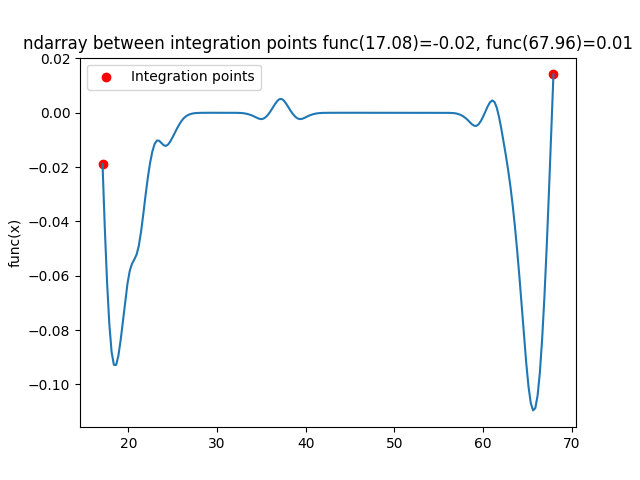 ndarray between integration points func(17.08)=-0.02, func(67.96)=0.01
Integration points
func(x)
0.02
0.00
−0.02
−0.04
−0.06
−0.08
−0.10
20 30 40 50 60 70